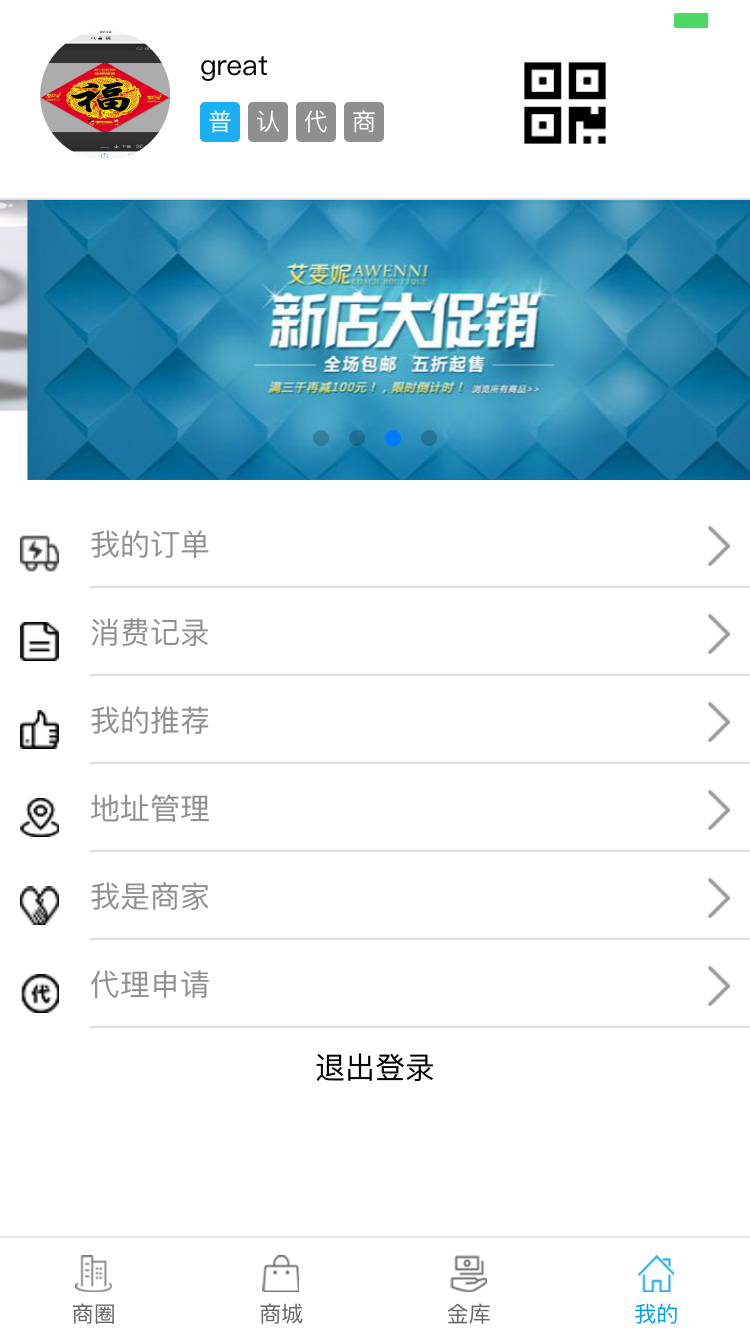 great
福
普 认 代 商
艾雯妮AWENNI
新店大促销
全场包邮 五折起售
满三千再减100元！，限时倒计时！ 浏览所有商品>>
我的订单
消费记录
我的推荐
地址管理
我是商家
代 代理申请
退出登录
商圈 商城 金库 我的